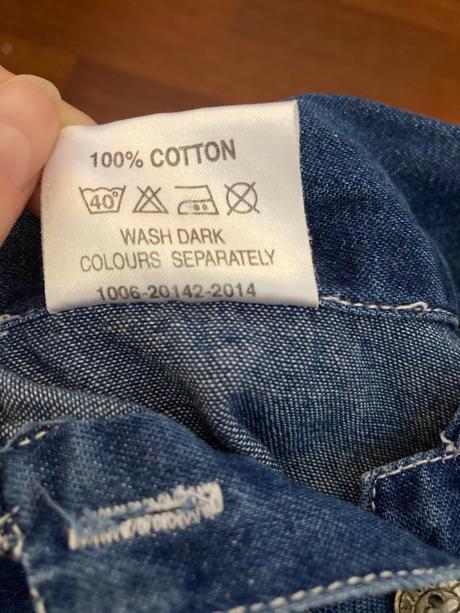 100% COTTON
40°
WASH DARK
COLOURS SEPARATELY
1006-20142-2014